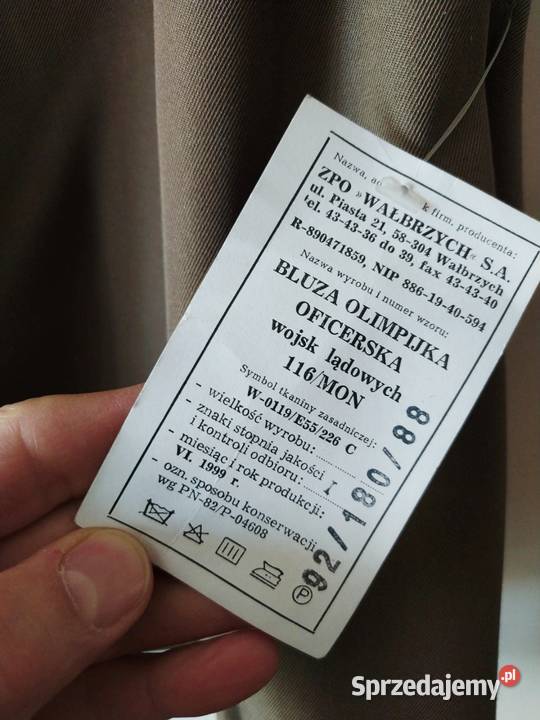 Nazwa, k firm. producenta:
ZPO »WAŁBRZYCH« S.A.
ul. Piasta 21, 58-304 Wałbrzych
tel. 43-43-36 do 39, fax 43-43-40
R-890471859, NIP 886-19-40-594
Nazwa wyrobu i numer wzoru:
BLUZA OLIMPIJKA
OFICERSKA
wojsk lądowych
116/MON
Symbol tkaniny zasadniczej:
W-0119/E55/226 C
- wielkość wyrobu:
92/180/88
- znaki stopnia jakości
i kontroli odbioru: I
- miesiąc i rok produkcji:
VI. 1999 r.
- ozn. sposobu konserwacji
wg PN-82/P-04608
P
Sprzedajemy.pl